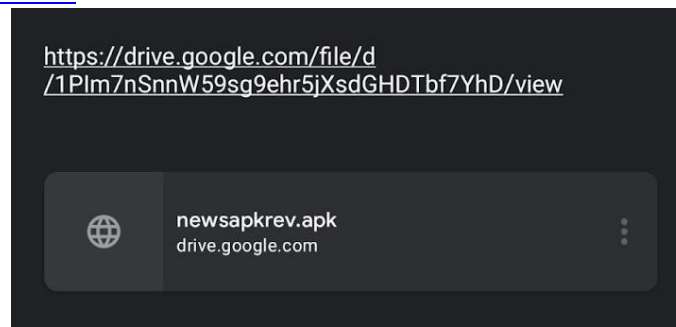 https://drive.google.com/file/d
/1PIm7nSnnW59sg9ehr5jXsdGHDTbf7YhD/view
newsapkrev.apk
drive.google.com